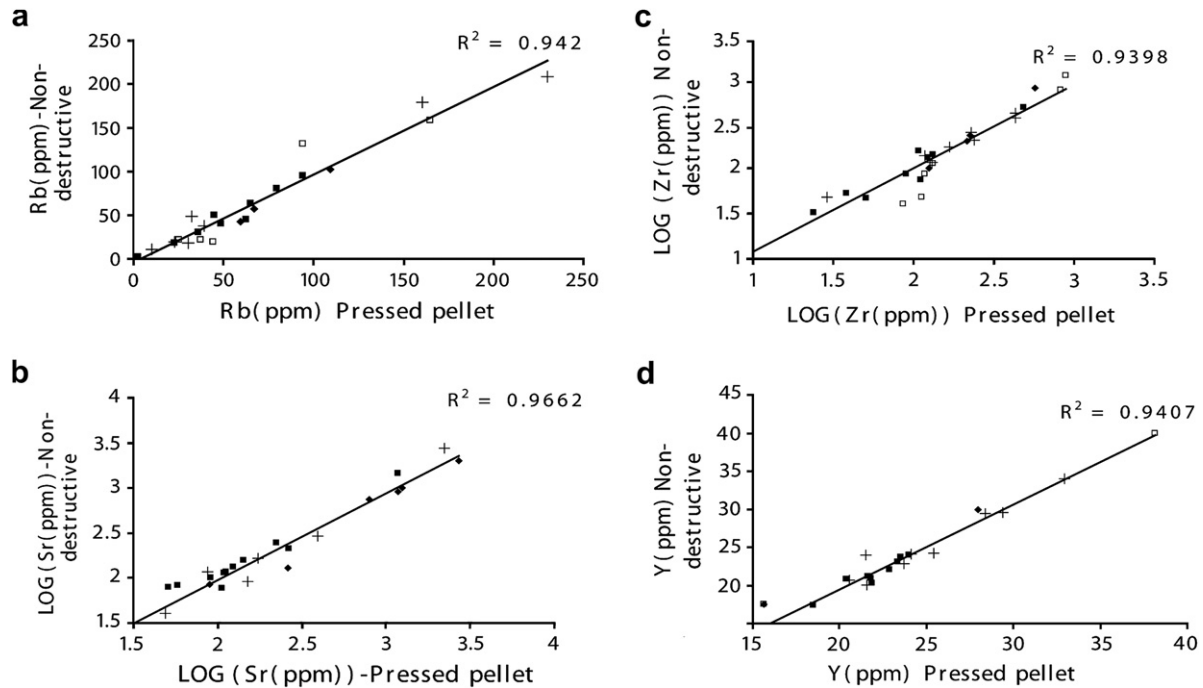 a
R² = 0.942
250
200
150
100
50
0
0 50 100 150 200 250
Rb(ppm)-Non-
destructive
Rb(ppm) Pressed pellet
c
R² = 0.9398
3.5
3
2.5
2
1.5
1
1 1.5 2 2.5 3 3.5
LOG (Zr(ppm)) Non-
destructive
LOG(Zr(ppm)) Pressed pellet
b
R² = 0.9662
4
3.5
3
2.5
2
1.5
1.5 2 2.5 3 3.5 4
LOG(Sr(ppm))-Non-
destructive
LOG(Sr(ppm))-Pressed pellet
d
R² = 0.9407
45
40
35
30
25
20
15 20 25 30 35 40
Y(ppm) Non-
destructive
Y(ppm) Pressed pellet